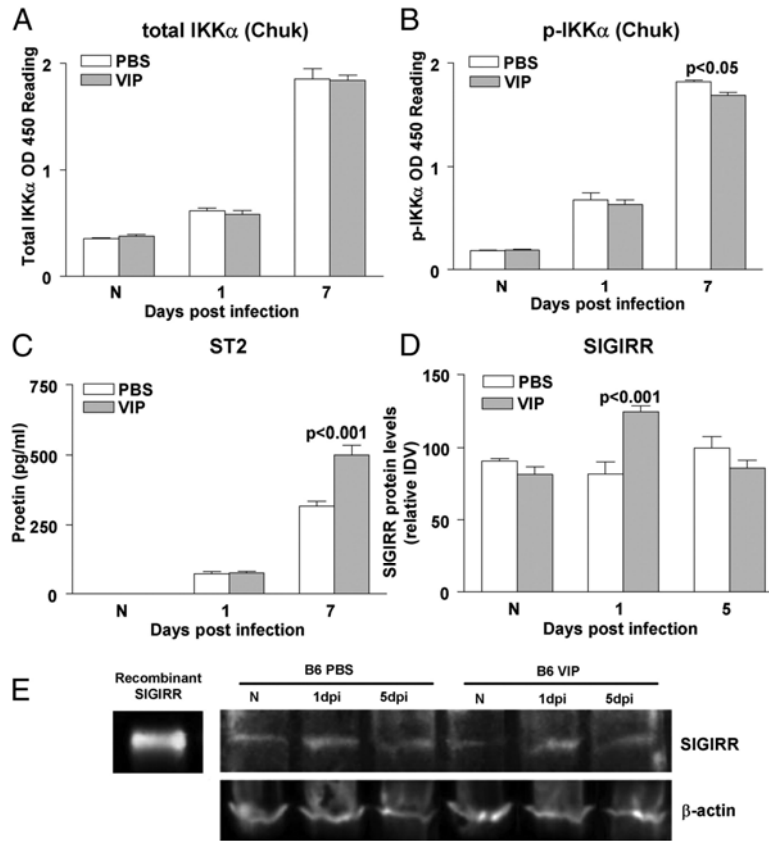 A
total IKKα (Chuk)
PBS
VIP
Total IKKα OD 450 Reading
2
1
0
N
1
7
Days post infection
B
p-IKKα (Chuk)
PBS
VIP
p<0.05
p-IKKα OD 450 Reading
2
1
0
N
1
7
Days post infection
C
ST2
PBS
VIP
p<0.001
Proetin (pg/ml)
750
500
250
0
N
1
7
Days post infection
D
SIGIRR
PBS
VIP
p<0.001
SIGIRR protein levels
(relative IDV)
150
100
50
0
N
1
5
Days post infection
E
Recombinant
SIGIRR
B6 PBS
B6 VIP
N 1dpi 5dpi N 1dpi 5dpi
SIGIRR
β-actin